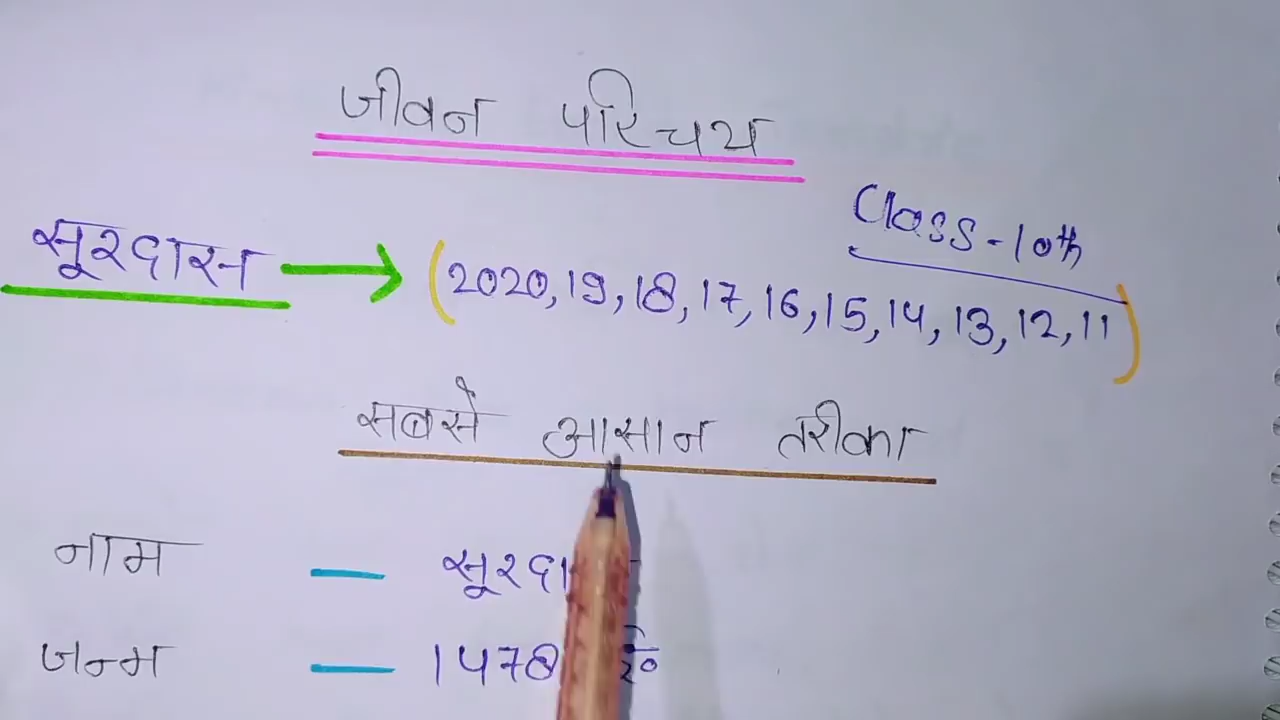 जीवन परिचय
Class-10th
सूरदास → (2020, 19, 18, 17, 16, 15, 14, 13, 12, 11)
सबसे आसान तरीका
नाम —
जन्म — 1478